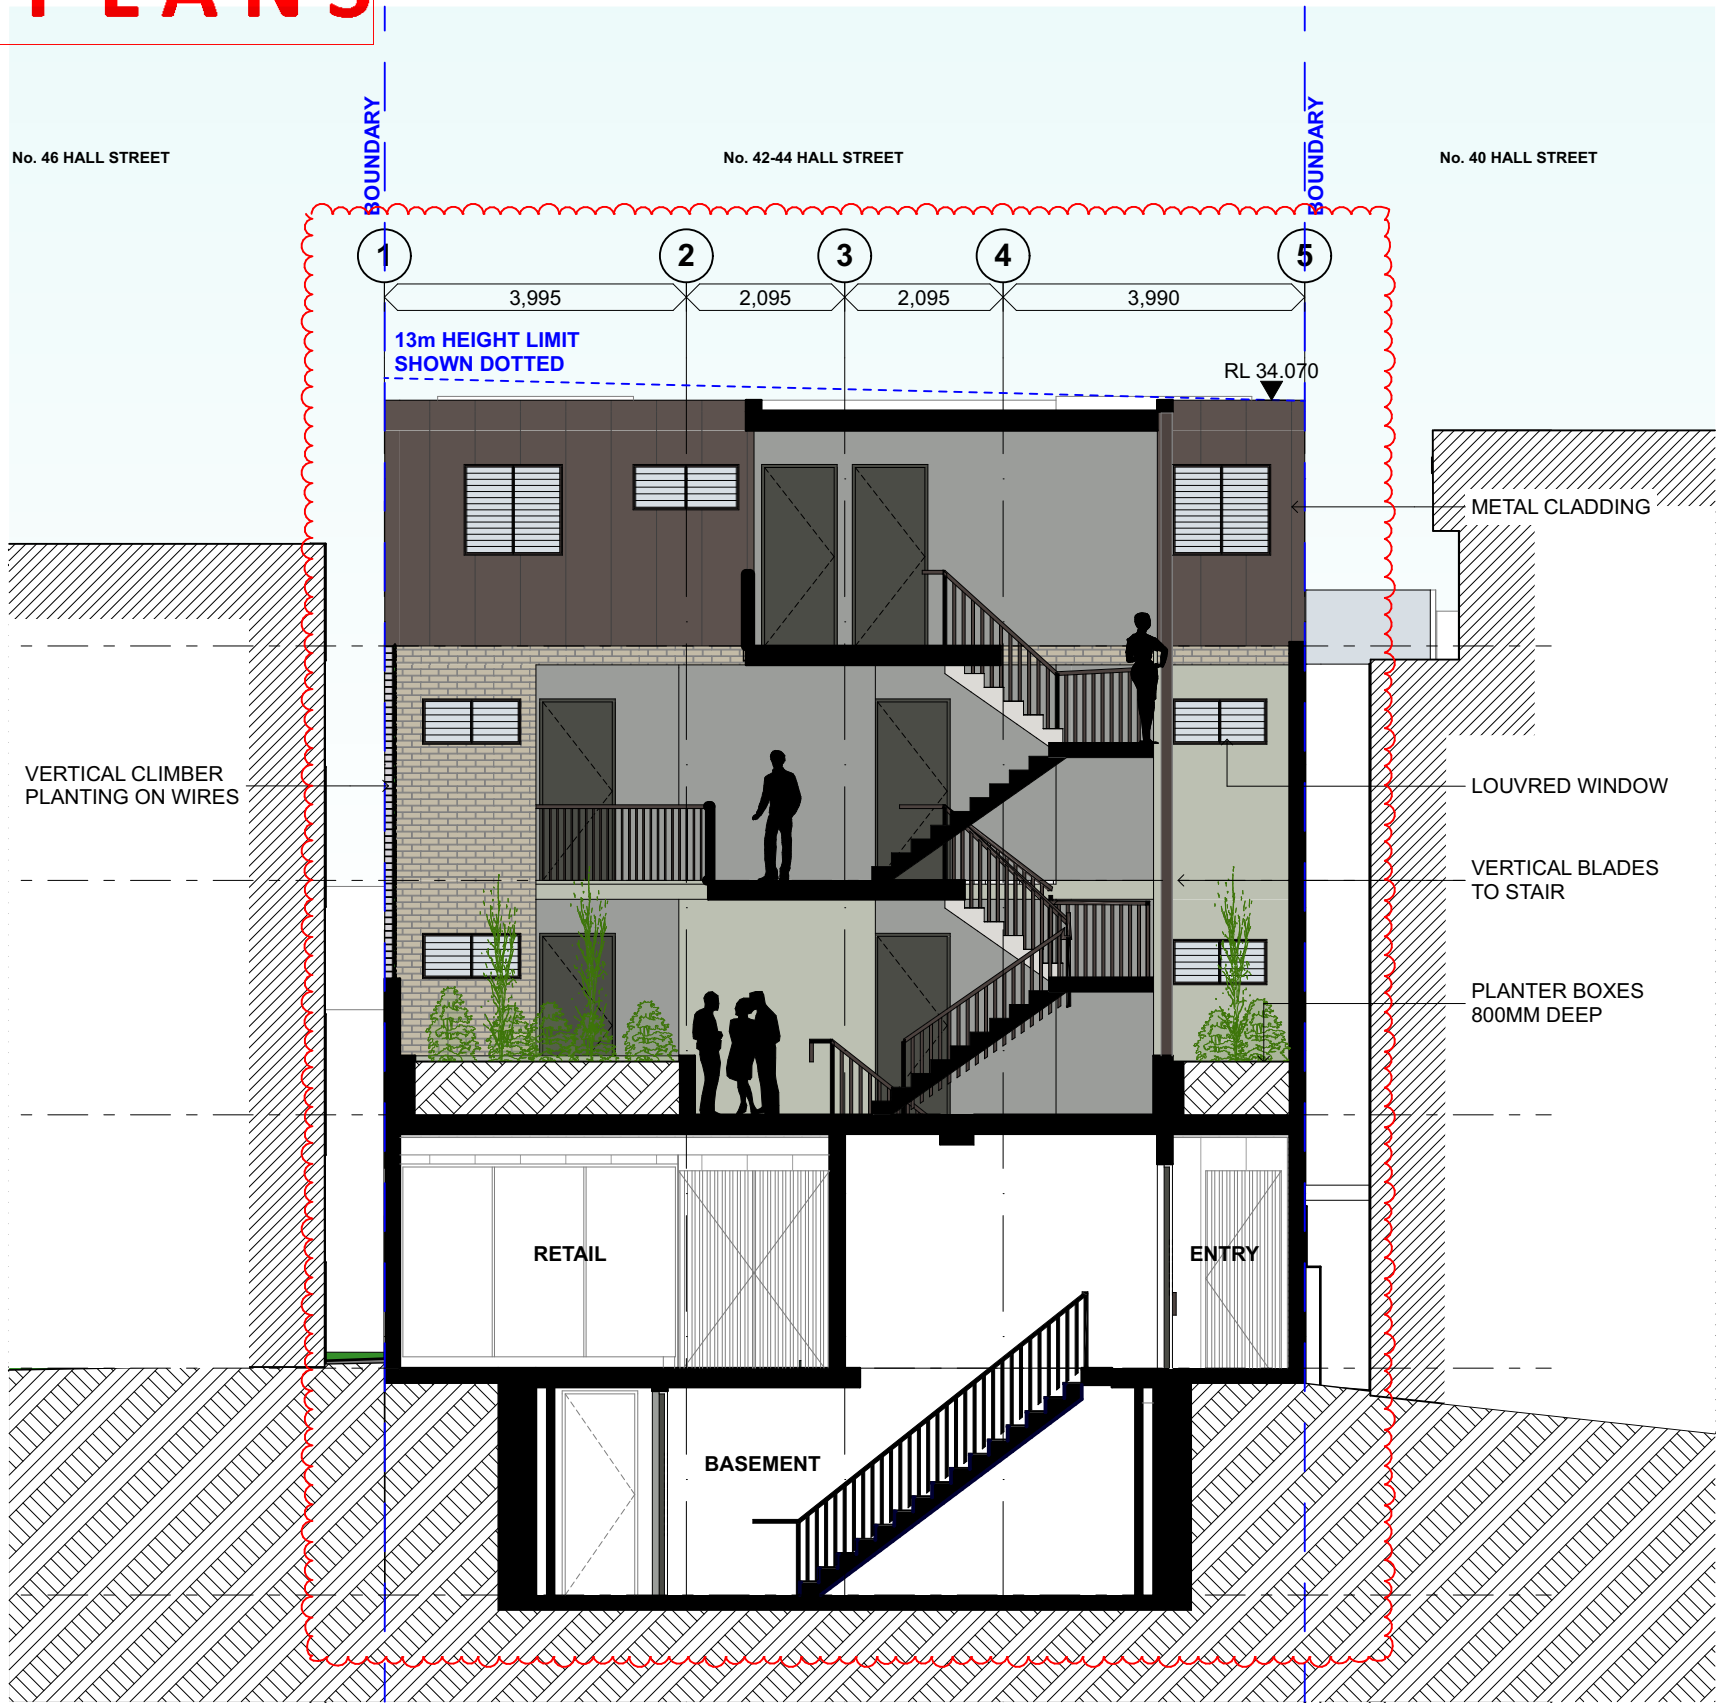 PLANS
BOUNDARY
BOUNDARY
No. 46 HALL STREET
No. 42-44 HALL STREET
No. 40 HALL STREET
1
2
3
4
5
3,995
2,095
2,095
3,990
13m HEIGHT LIMIT
SHOWN DOTTED
RL 34.070
METAL CLADDING
VERTICAL CLIMBER
PLANTING ON WIRES
LOUVRED WINDOW
VERTICAL BLADES
TO STAIR
PLANTER BOXES
800MM DEEP
RETAIL
ENTRY
BASEMENT